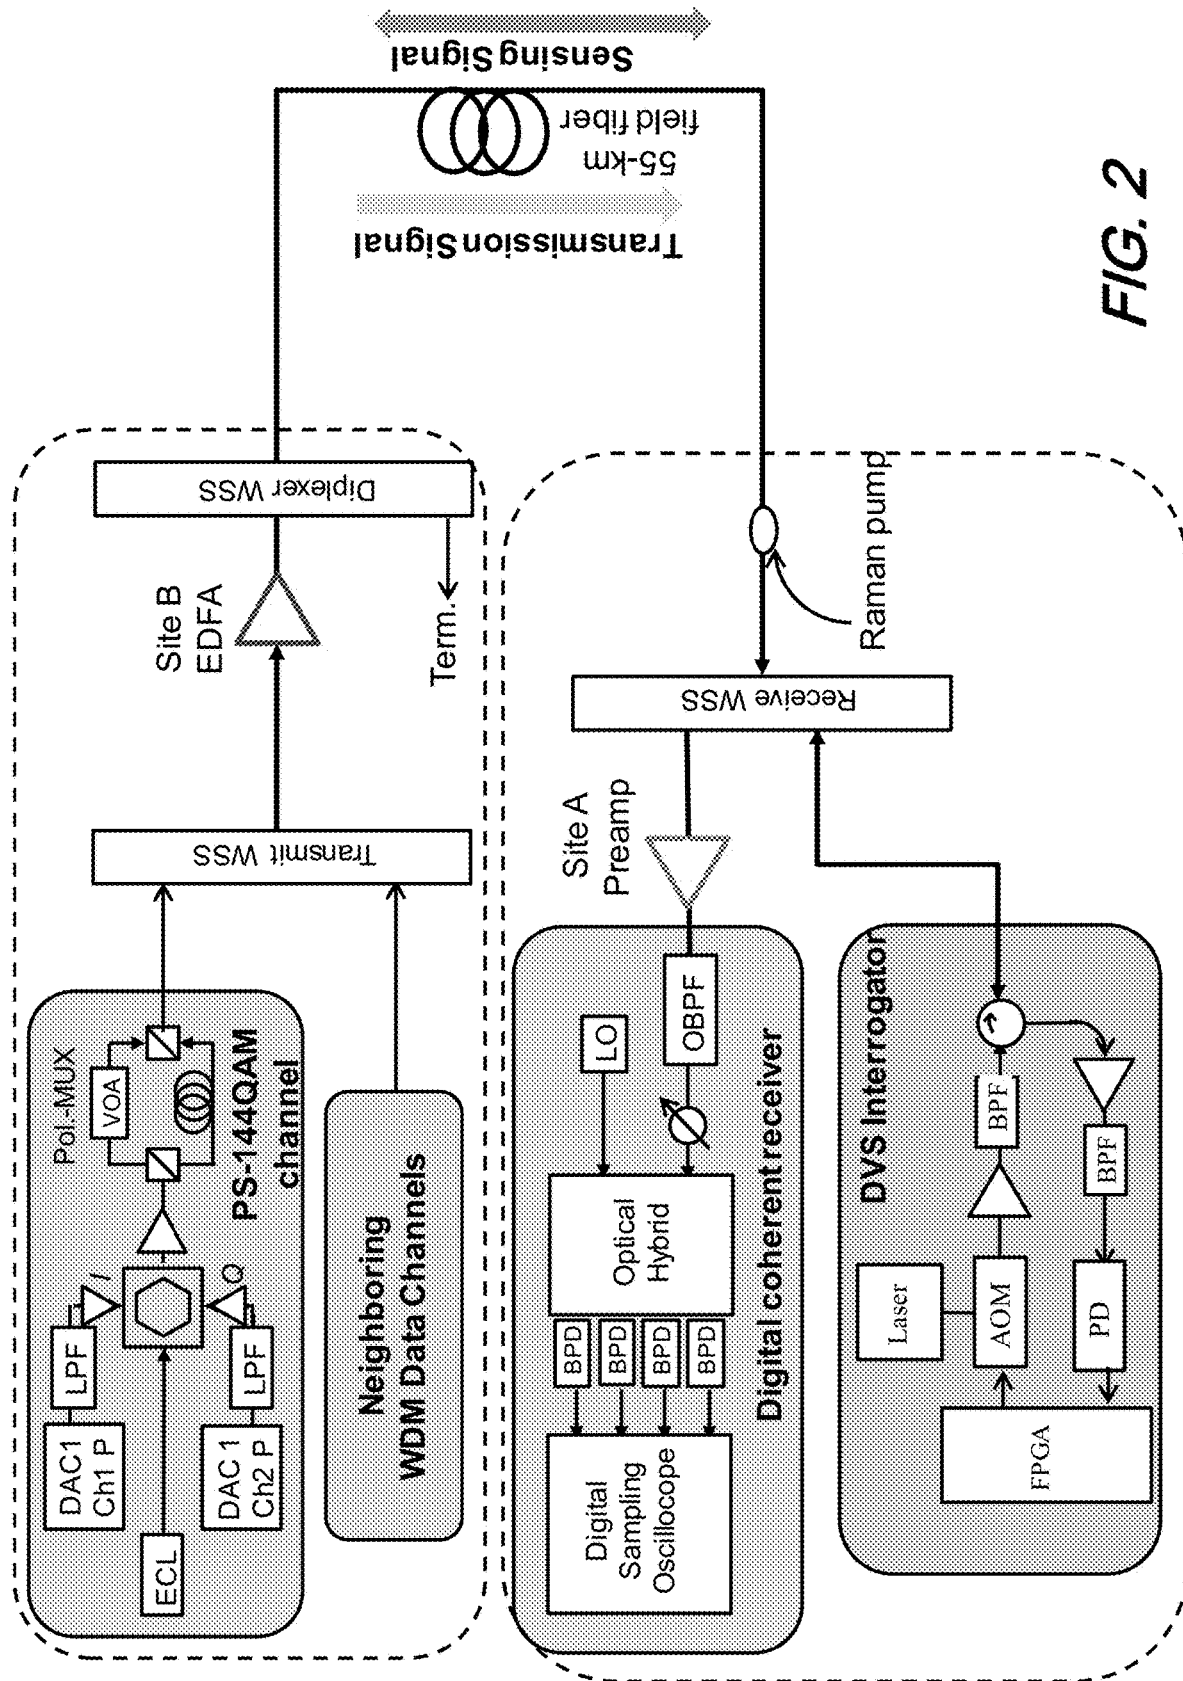 PS-144QAM
channel
Pol.-MUX
VOA
DAC1
Ch1 P
LPF
I
ECL
DAC 1
Ch2 P
LPF
Q
Neighboring
WDM Data Channels
Transmit WSS
Site B
EDFA
Diplexer WSS
Term.
Transmission Signal
55-km
field fiber
Sensing Signal
Raman pump
Receive WSS
Site A
Preamp
Digital coherent receiver
OBPF
LO
Optical
Hybrid
BPD
BPD
BPD
BPD
Digital
Sampling
Oscillocope
DVS Interrogator
Laser
AOM
BPF
BPF
PD
FPGA
FIG. 2